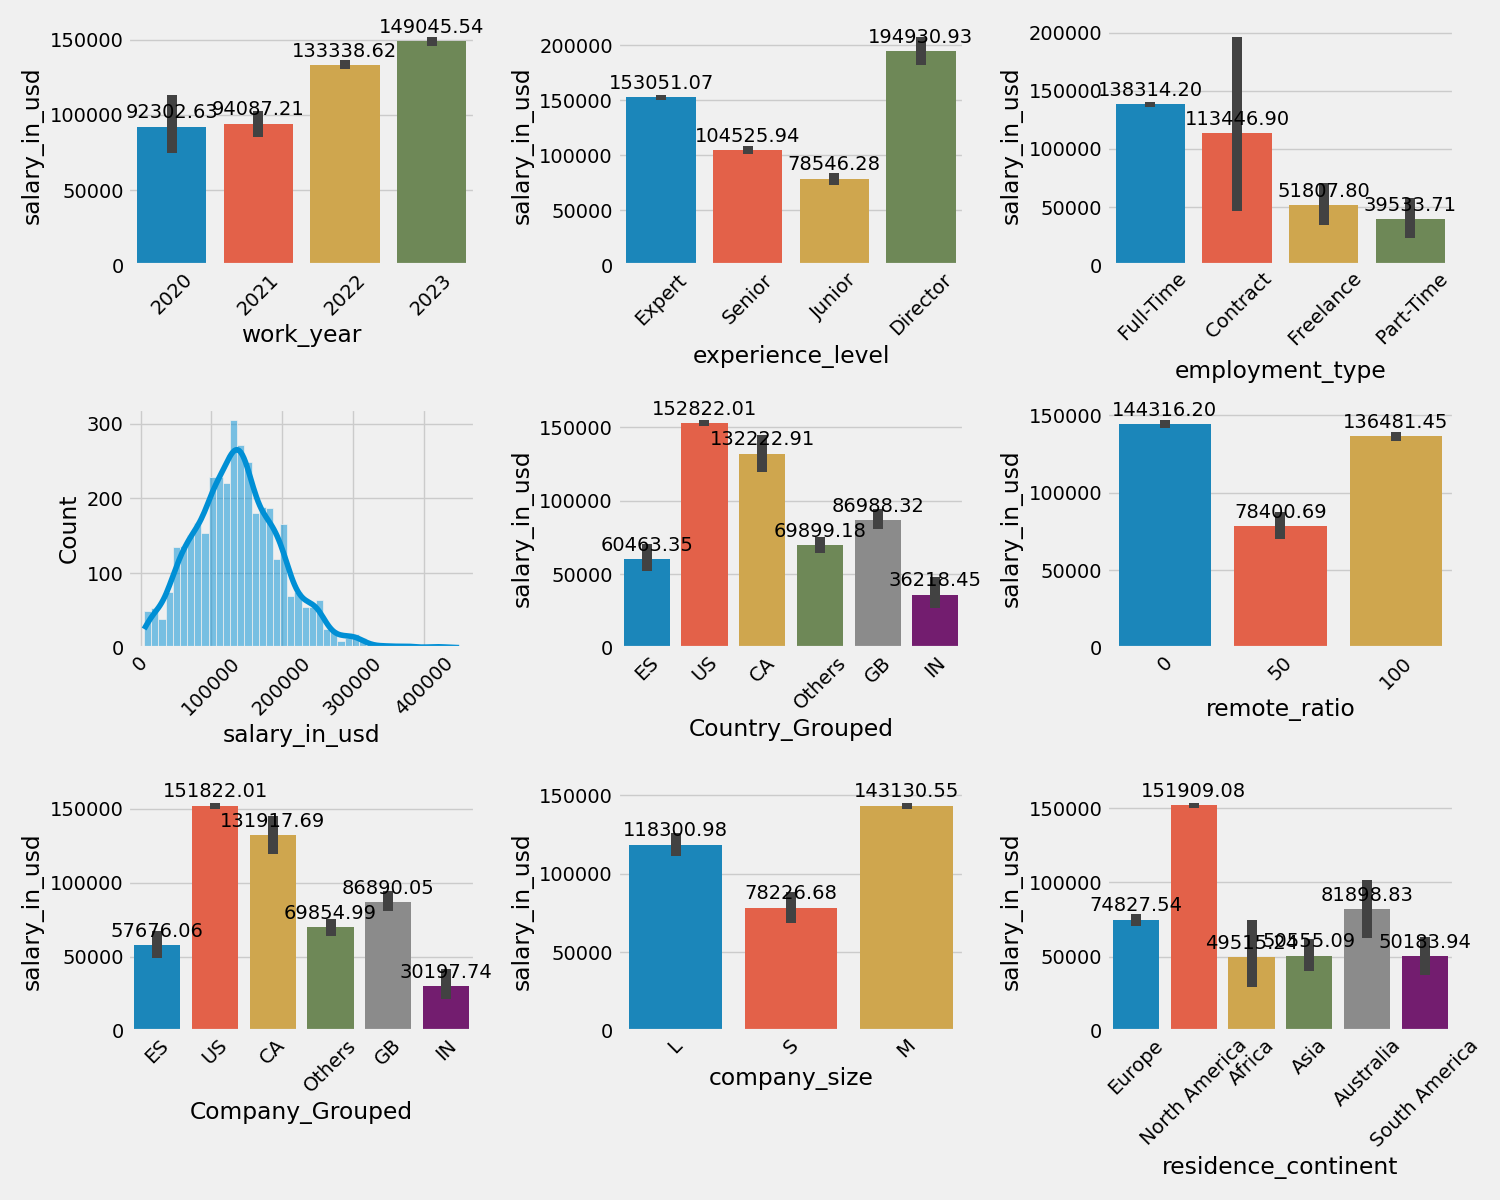 salary_in_usd
150000
100000
50000
0
92302.63
94087.21
133338.62
149045.54
2020
2021
2022
2023
work_year
salary_in_usd
200000
150000
100000
50000
0
153051.07
104525.94
78546.28
194930.93
Expert
Senior
Junior
Director
experience_level
salary_in_usd
200000
150000
100000
50000
0
138314.20
113446.90
51807.80
39533.71
Full-Time
Contract
Freelance
Part-Time
employment_type
Count
300
200
100
0
0
100000
200000
300000
400000
salary_in_usd
salary_in_usd
150000
100000
50000
0
60463.35
152822.01
132222.91
69899.18
86988.32
36218.45
ES
US
CA
Others
GB
IN
Country_Grouped
salary_in_usd
150000
100000
50000
0
144316.20
78400.69
136481.45
0
50
100
remote_ratio
salary_in_usd
150000
100000
50000
0
57676.06
151822.01
131917.69
69854.99
86890.05
30197.74
ES
US
CA
Others
GB
IN
Company_Grouped
salary_in_usd
150000
100000
50000
0
118300.98
78226.68
143130.55
L
S
M
company_size
salary_in_usd
150000
100000
50000
0
74827.54
151909.08
49515.24
50555.09
81898.83
50183.94
Europe
North America
Africa
Asia
Australia
South America
residence_continent